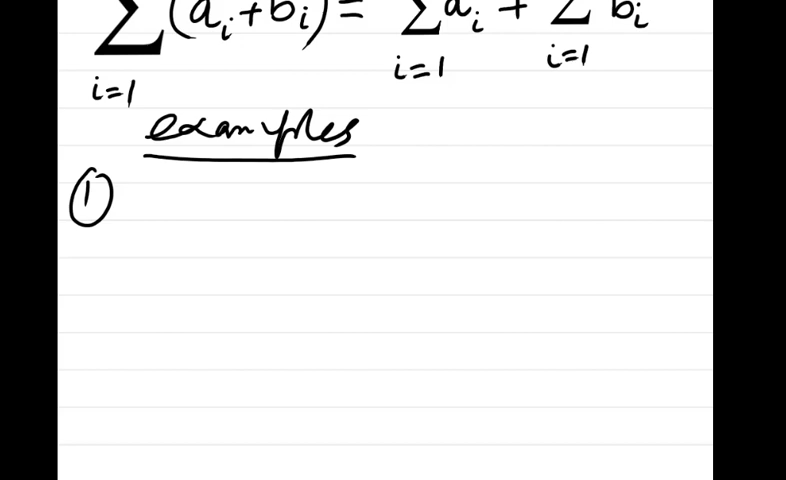 ∑(aᵢ+bᵢ) = ∑aᵢ + ∑bᵢ
i=1 i=1 i=1
examples
①